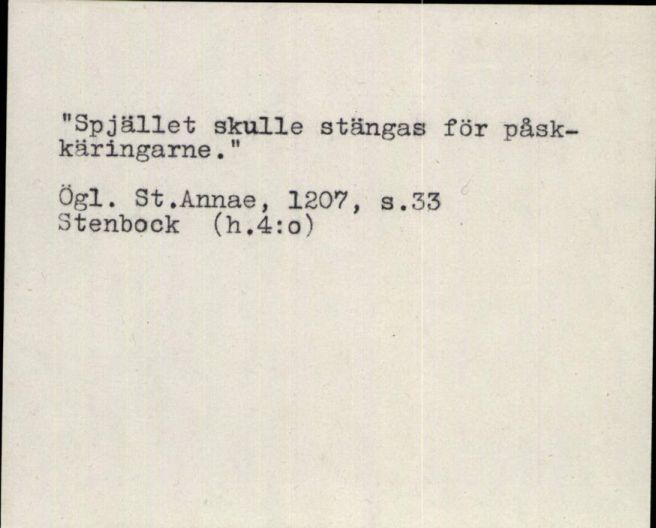 "Spjället skulle stängas för påsk-
käringarne."
Ögl. St.Annae, 1207, s.33
Stenbock (h.4:o)